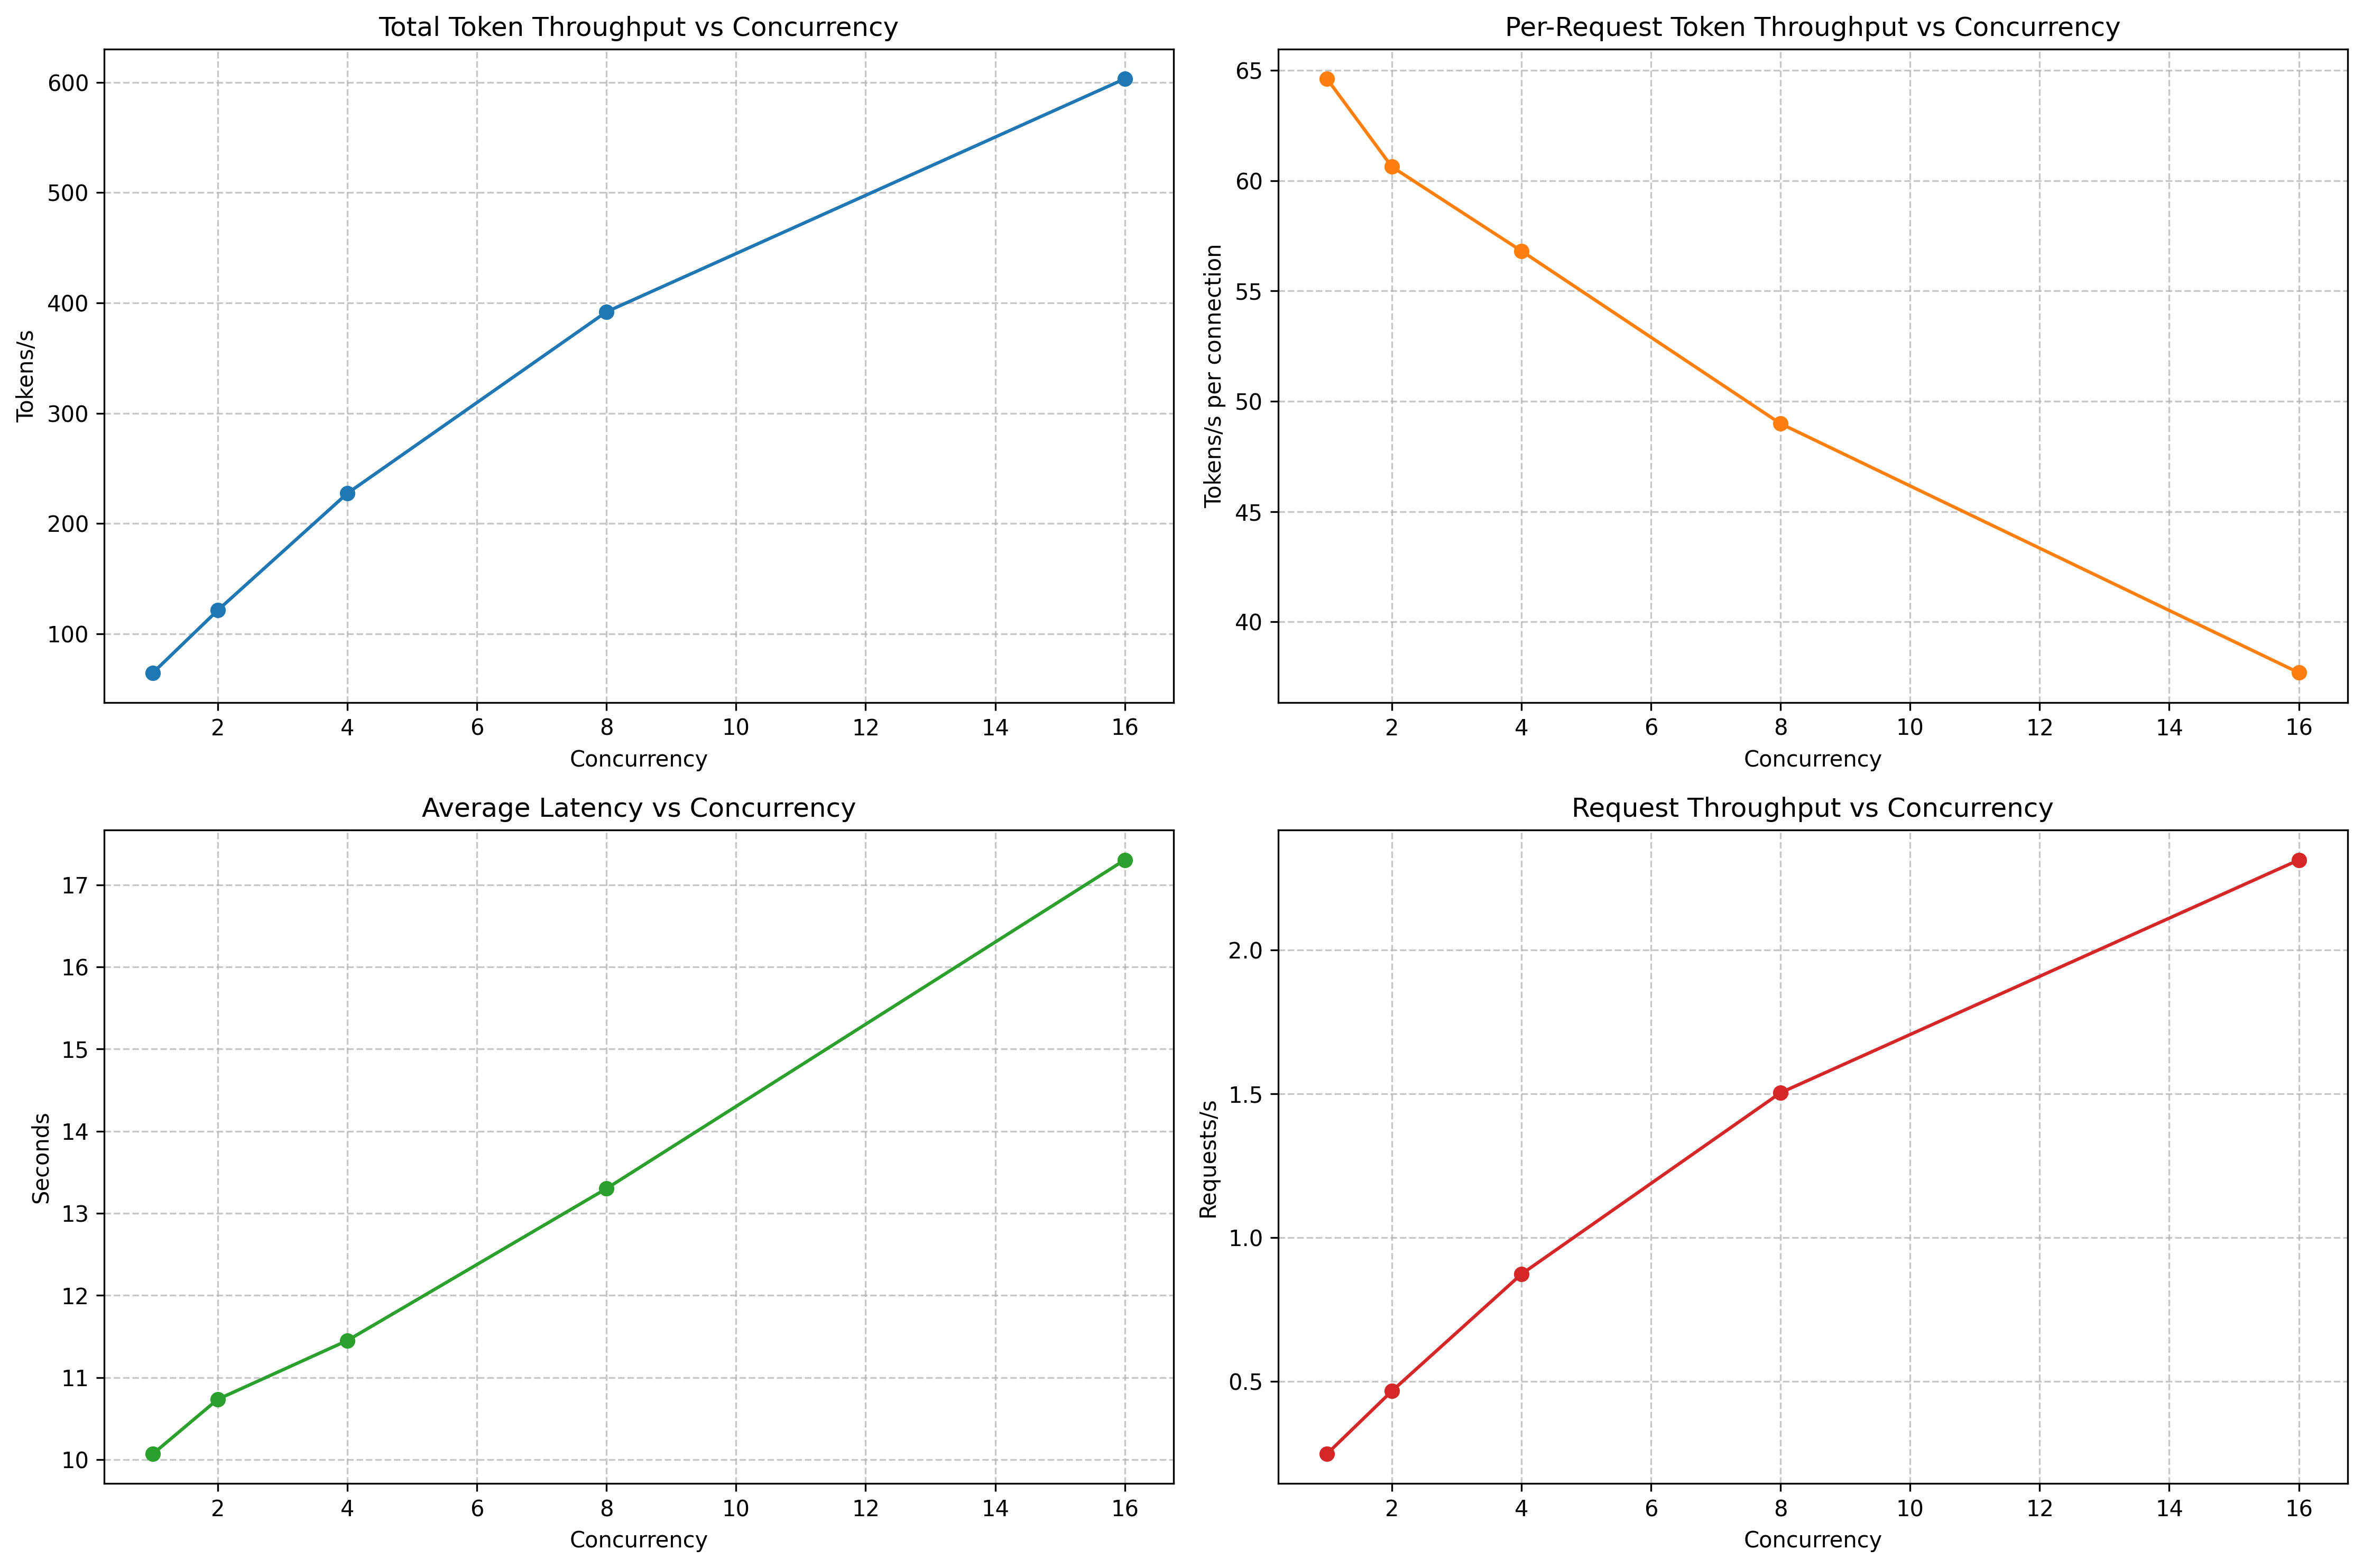 Total Token Throughput vs Concurrency
Tokens/s
600
500
400
300
200
100
2 4 6 8 10 12 14 16
Concurrency
Per-Request Token Throughput vs Concurrency
Tokens/s per connection
65
60
55
50
45
40
2 4 6 8 10 12 14 16
Concurrency
Average Latency vs Concurrency
Seconds
17
16
15
14
13
12
11
10
2 4 6 8 10 12 14 16
Concurrency
Request Throughput vs Concurrency
Requests/s
2.0
1.5
1.0
0.5
2 4 6 8 10 12 14 16
Concurrency